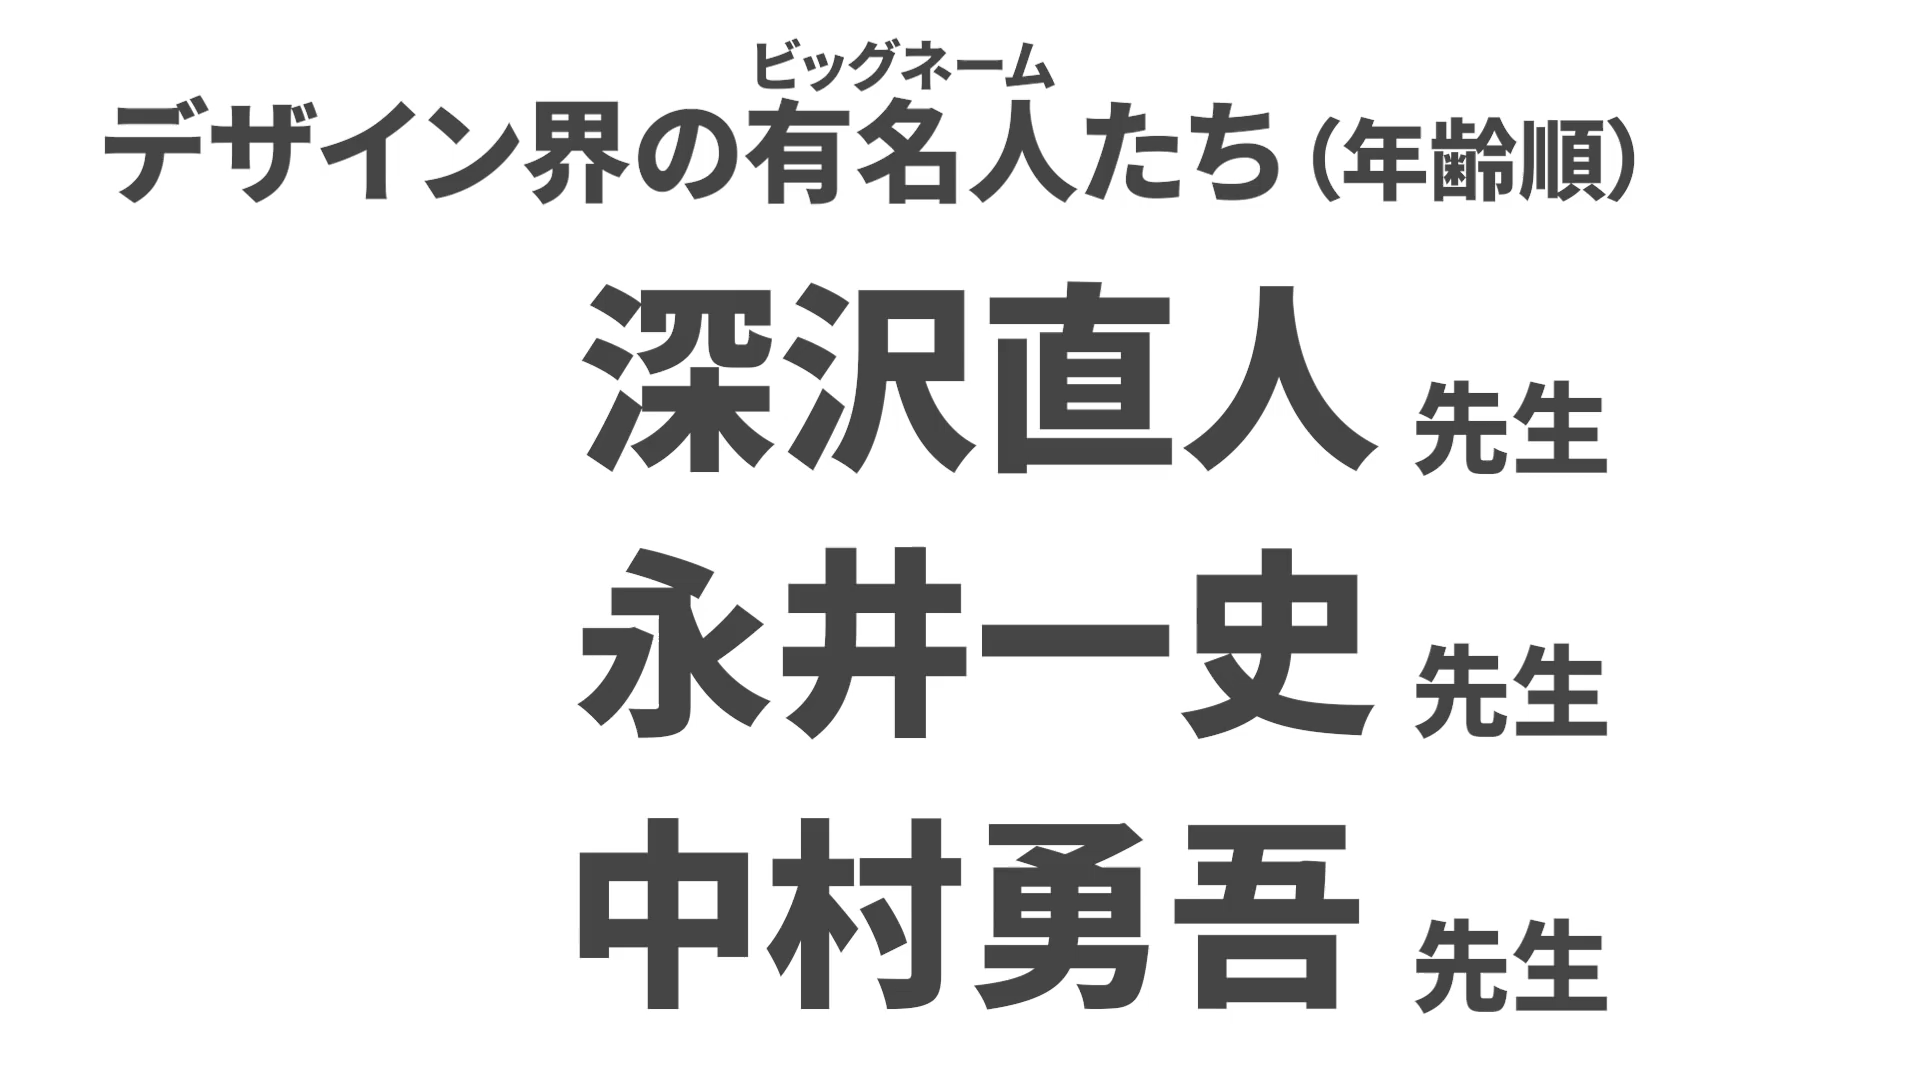 ビッグネーム
デザイン界の有名人たち（年齢順）
深沢直人 先生
永井一史 先生
中村勇吾 先生